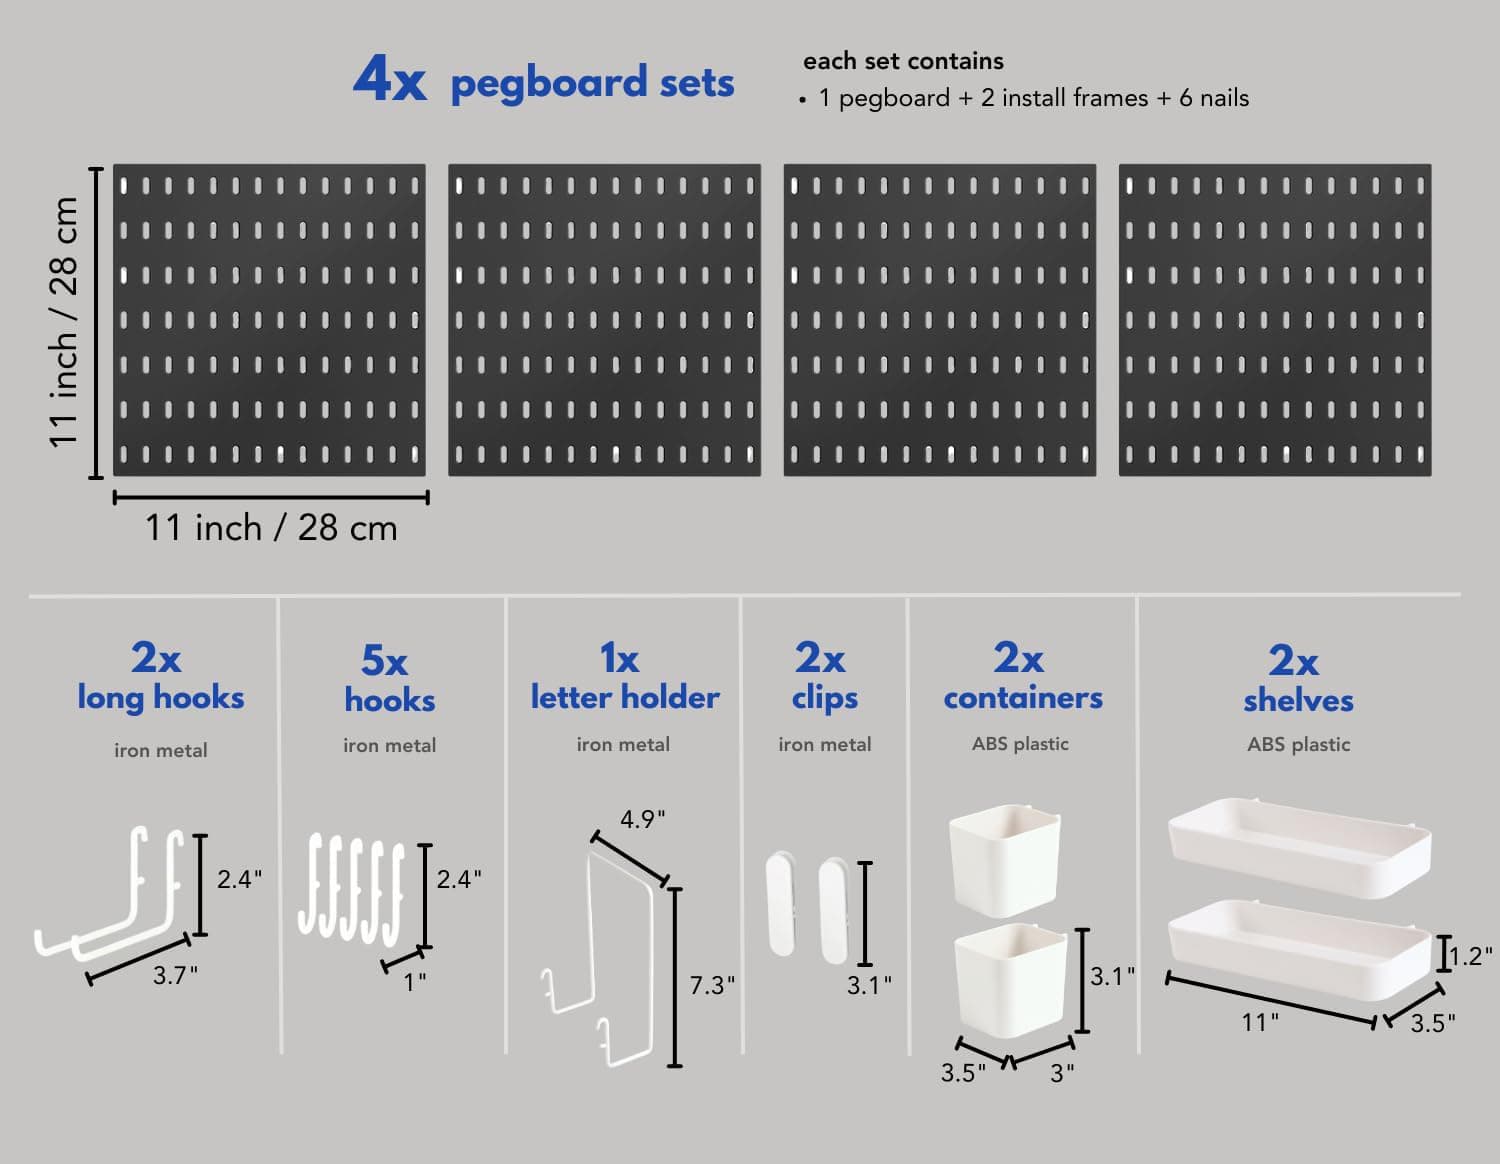 4x pegboard sets
each set contains
• 1 pegboard + 2 install frames + 6 nails
11 inch / 28 cm
11 inch / 28 cm
2x
long hooks
iron metal
2.4"
3.7"
5x
hooks
iron metal
2.4"
1"
1x
letter holder
iron metal
4.9"
7.3"
2x
clips
iron metal
3.1"
2x
containers
ABS plastic
3.1"
3.5"
3"
2x
shelves
ABS plastic
1.2"
11"
3.5"